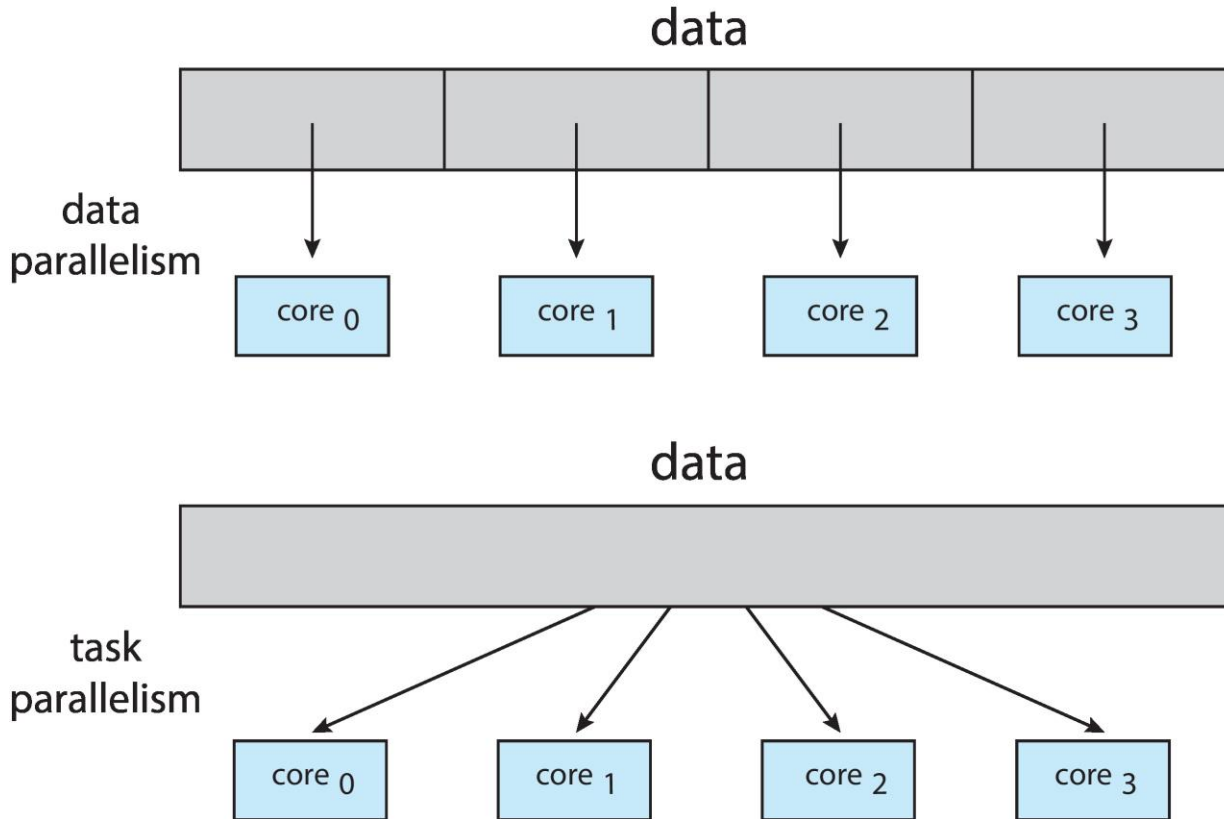 data
data
parallelism
core 0
core 1
core 2
core 3
data
task
parallelism
core 0
core 1
core 2
core 3